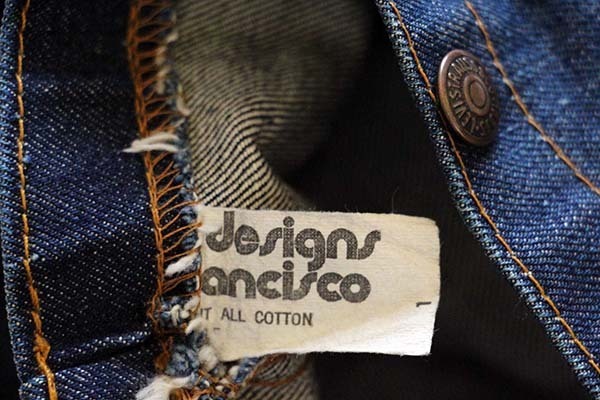 designs
ancisco
IT ALL COTTON